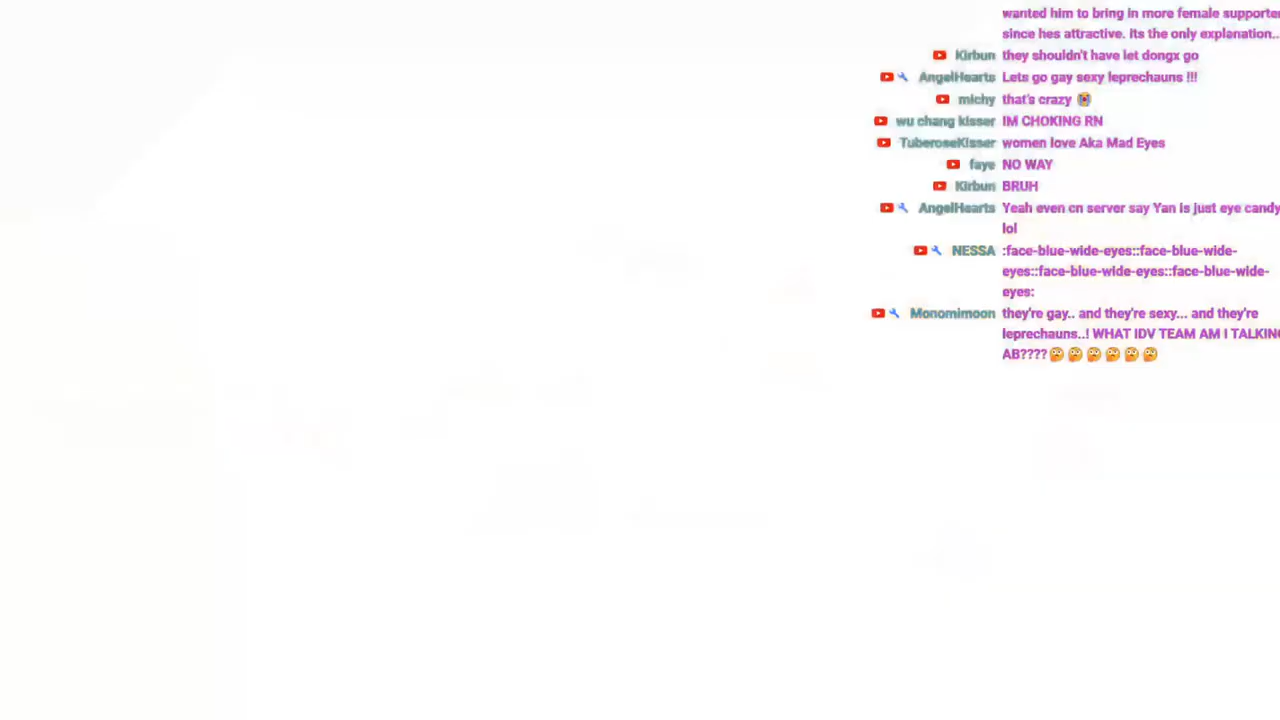 wanted him to bring in more female supporte
since hes attractive. its the only explanation..
Kirbun they shouldn't have let dongx go
AngelHearts Lets go gay sexy leprechauns !!!
michy that's crazy 😭
wu chang kisser IM CHOKING RN
TuberoseKisser women love Aka Mad Eyes
faye NO WAY
Kirbun BRUH
AngelHearts Yeah even cn server say Yan is just eye candy
lol
NESSA :face-blue-wide-eyes::face-blue-wide-
eyes::face-blue-wide-eyes::face-blue-wide-
eyes:
Monomimoon they're gay.. and they're sexy... and they're
leprechauns..! WHAT IDV TEAM AM I TALKING
AB????🤔🤔🤔🤔🤔🤔